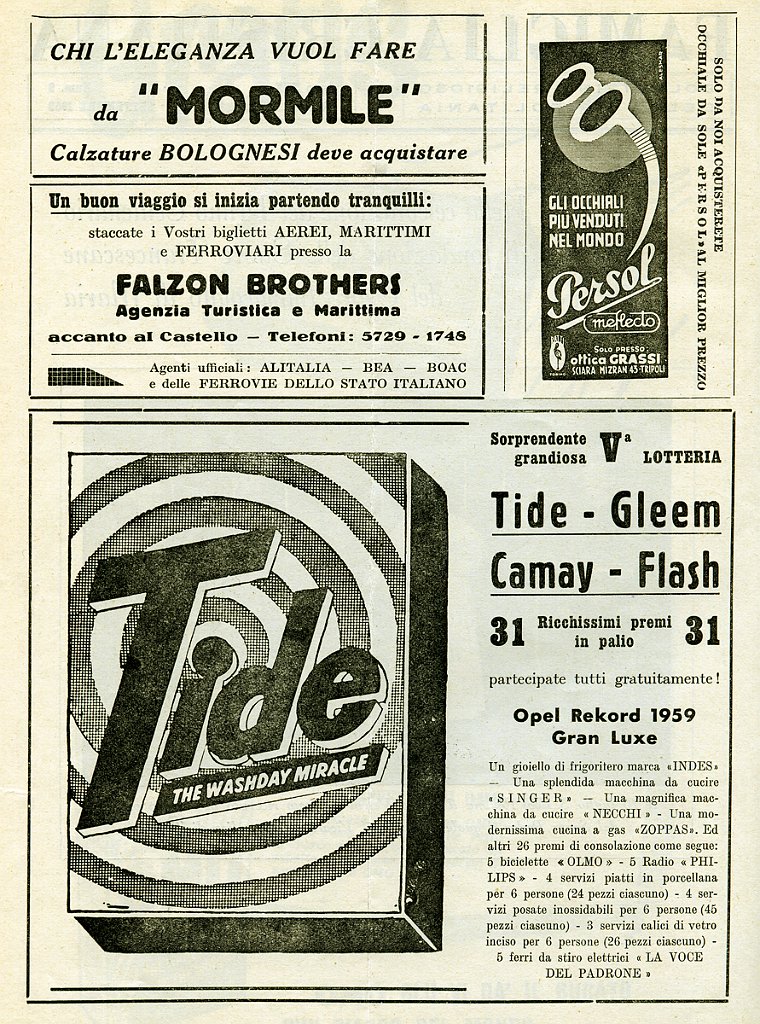 CHI L'ELEGANZA VUOL FARE
da "MORMILE"
Calzature BOLOGNESI deve acquistare
Un buon viaggio si inizia partendo tranquilli:
staccate i Vostri biglietti AEREI, MARITTIMI
e FERROVIARI presso la
FALZON BROTHERS
Agenzia Turistica e Marittima
accanto al Castello — Telefoni: 5729 - 1748
Agenti ufficiali: ALITALIA — BEA — BOAC
e delle FERROVIE DELLO STATO ITALIANO
GLI OCCHIALI
PIÙ VENDUTI
NEL MONDO
Persol
meflecto
SOLO PRESSO:
ottica GRASSI
SCIARA MIZRAN 43-TRIPOLI
SOLO DA NOI ACQUISTERETE
OCCHIALE DA SOLE «PERSOL» AL MIGLIOR PREZZO
Tide
THE WASHDAY MIRACLE
Sorprendente
grandiosa Vª LOTTERIA
Tide - Gleem
Camay - Flash
31 Ricchissimi premi 31
in palio
partecipate tutti gratuitamente!
Opel Rekord 1959
Gran Luxe
Un gioiello di frigoritero marca «INDES»
— Una splendida macchina da cucire
«SINGER» — Una magnifica mac-
china da cucire «NECCHI» - Una mo-
dernissima cucina a gas «ZOPPAS». Ed
altri 26 premi di consolazione come segue:
5 biciclette «OLMO» - 5 Radio «PHI-
LIPS» - 4 servizi piatti in porcellana
per 6 persone (24 pezzi ciascuno) - 4 ser-
vizi posate inossidabili per 6 persone (45
pezzi ciascuno) - 3 servizi calici di vetro
inciso per 6 persone (26 pezzi ciascuno) -
5 ferri da stiro elettrici «LA VOCE
DEL PADRONE»